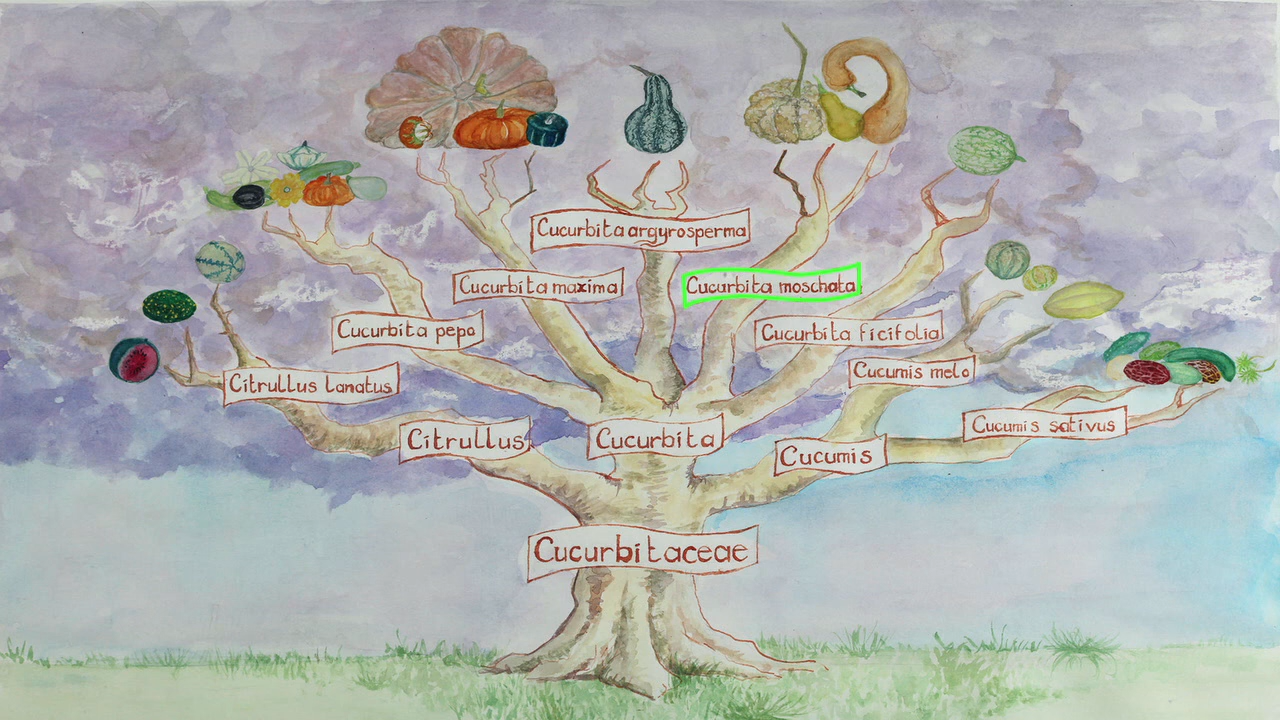 Cucurbita argyrosperma
Cucurbita maxima
Cucurbita moschata
Cucurbita pepo
Cucurbita ficifolia
Citrullus lanatus
Cucumis melo
Cucumis sativus
Citrullus
Cucurbita
Cucumis
Cucurbitaceae